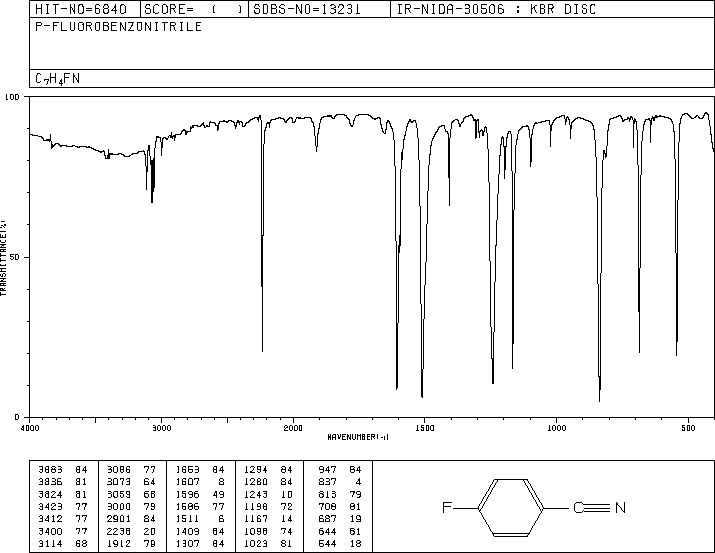 HIT-NO=6840 SCORE= ( ) SDBS-NO=13231 IR-NIDA-30506 : KBR DISC
P-FLUOROBENZONITRILE
C₇H₄FN
100
50
0
TRANSMITTANCE(%)
4000 3000 2000 1500 1000 500
WAVENUMBER(-1)
3883 84 3086 77 1653 84 1294 84 947 84
3836 81 3073 64 1607 8 1280 84 837 4
3824 81 3059 66 1596 49 1243 10 813 79
3423 77 3000 79 1586 77 1198 72 708 81
3412 77 2901 84 1511 6 1167 14 687 19
3400 77 2238 20 1409 64 1098 74 644 81
3114 68 1912 79 1307 84 1023 81 544 18
F C N